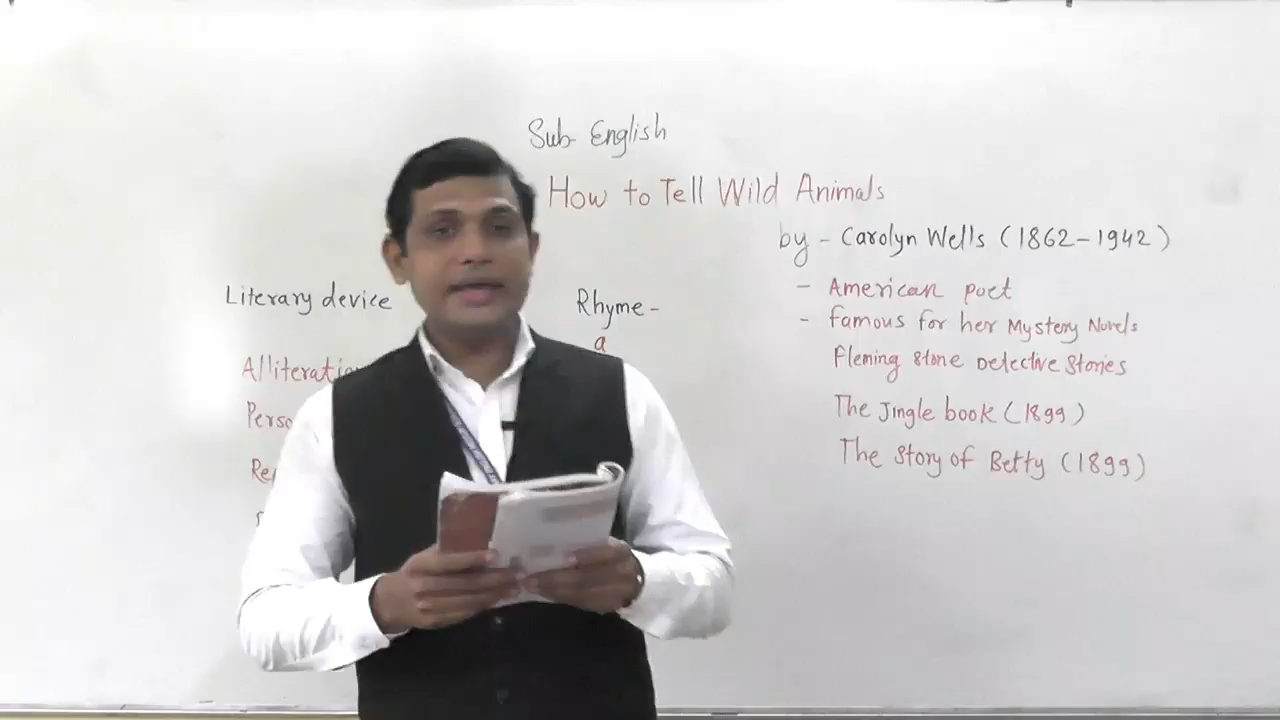 Sub- English
How to Tell Wild Animals
by - Carolyn Wells (1862-1942)
- American poet
- famous for her Mystery Novels
Fleming stone Detective Stories
The Jingle book (1899)
The Story of Betty (1899)
Literary device
Rhyme -
a